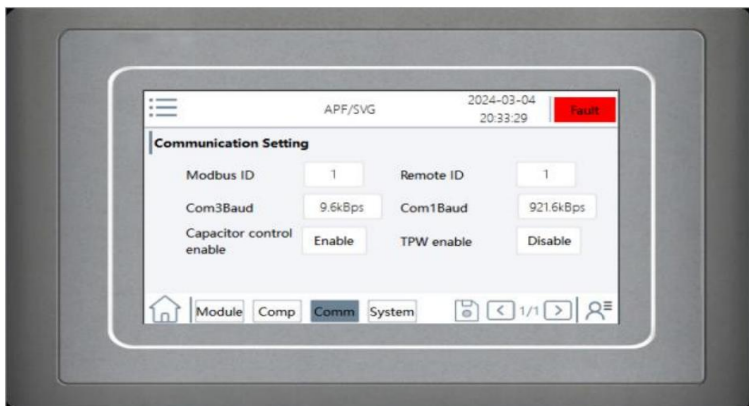 APF/SVG
2024-03-04
20:33:29
Fault
Communication Setting
Modbus ID 1 Remote ID 1
Com3Baud 9.6kBps Com1Baud 921.6kBps
Capacitor control
enable Enable TPW enable Disable
Module Comp Comm System 1/1